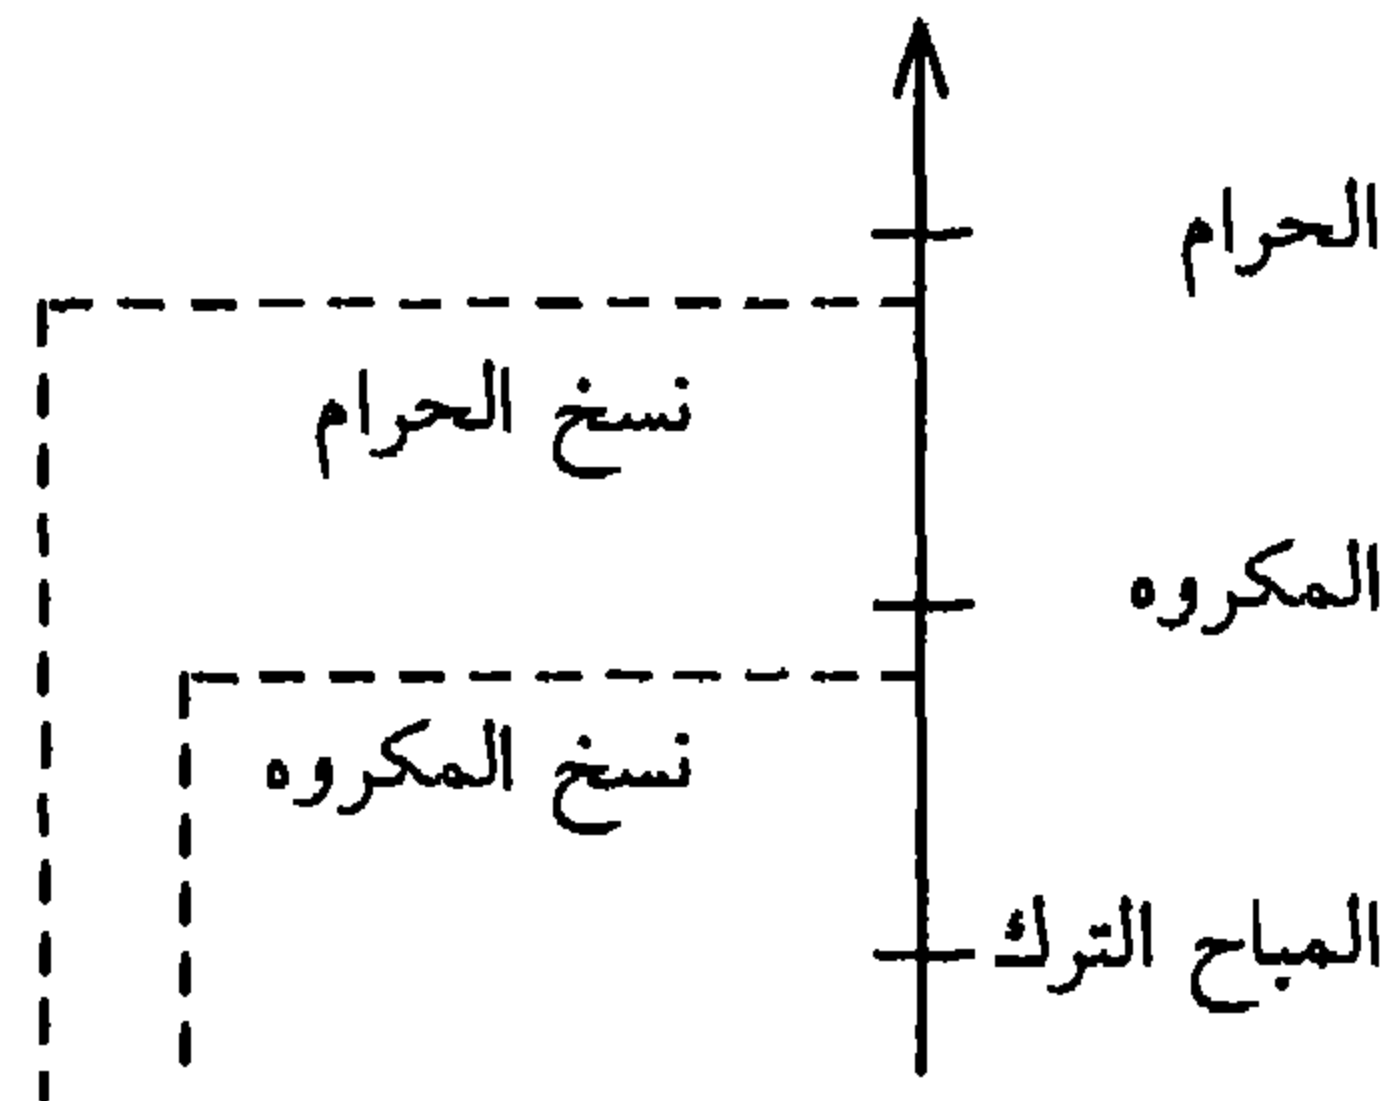 الحرام
نسخ الحرام
المكروه
نسخ المكروه
المباح الترك